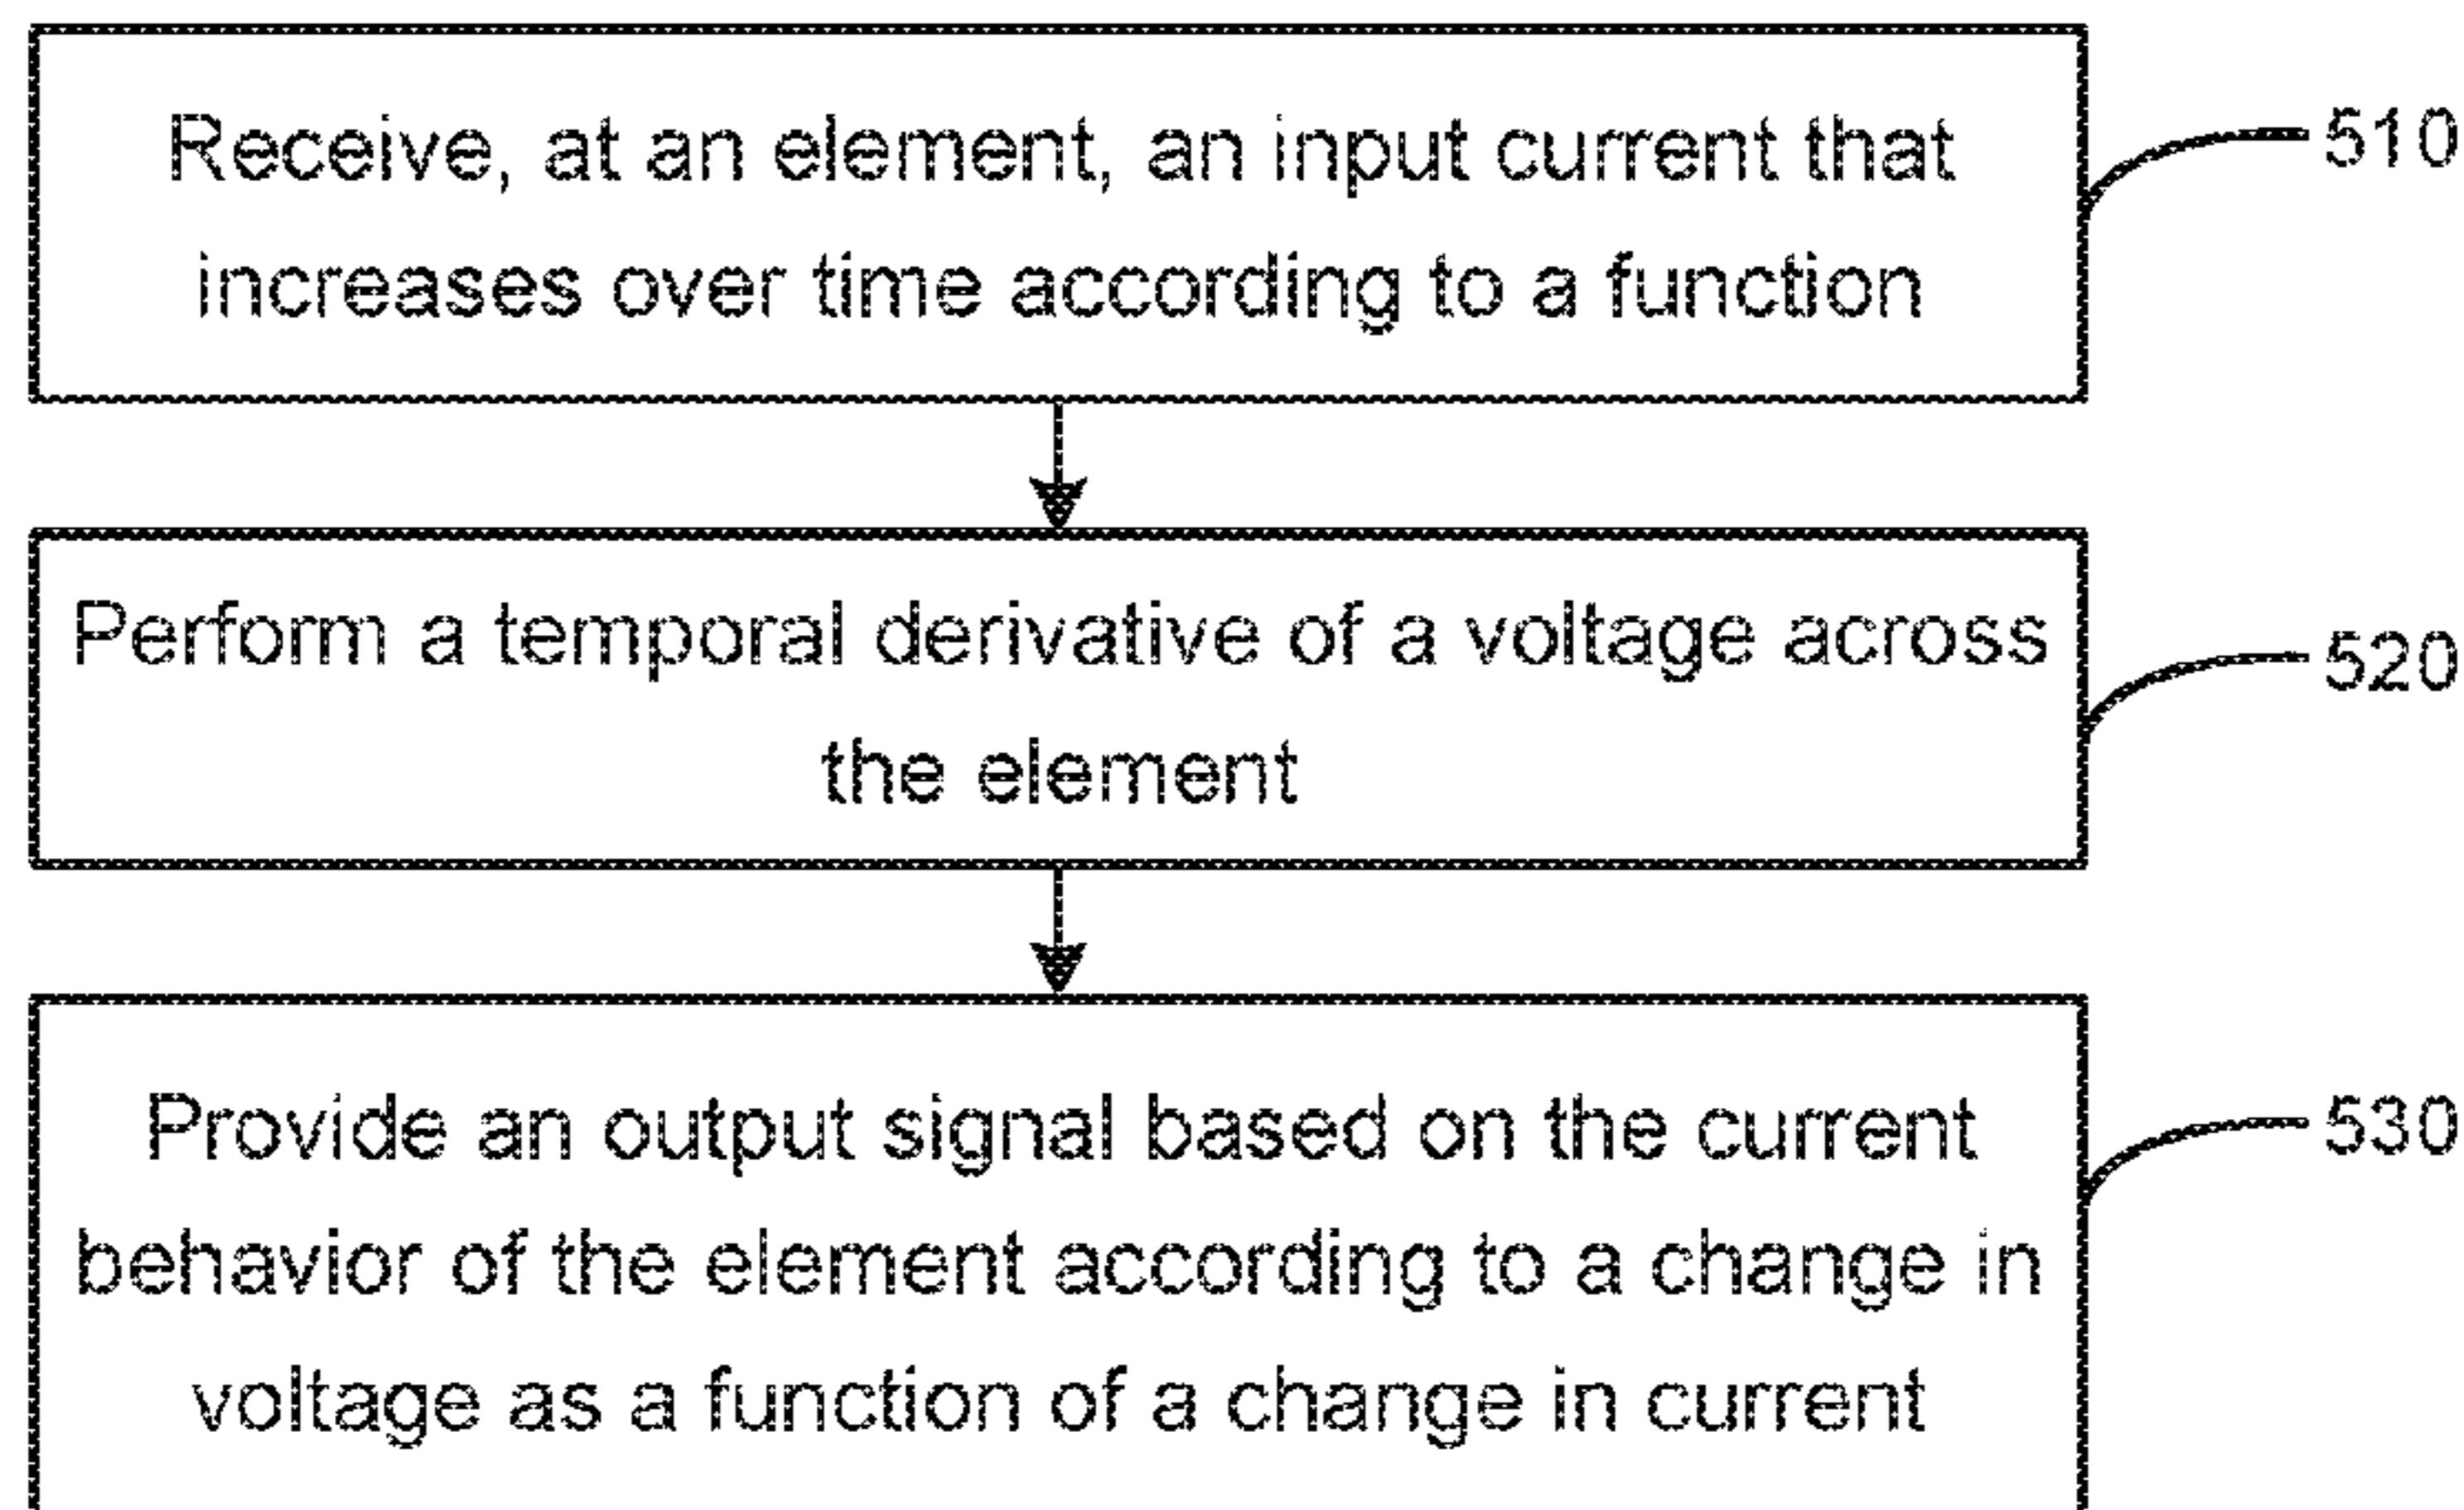 Receive, at an element, an input current that
increases over time according to a function
510
Perform a temporal derivative of a voltage across
the element
520
Provide an output signal based on the current
behavior of the element according to a change in
voltage as a function of a change in current
530